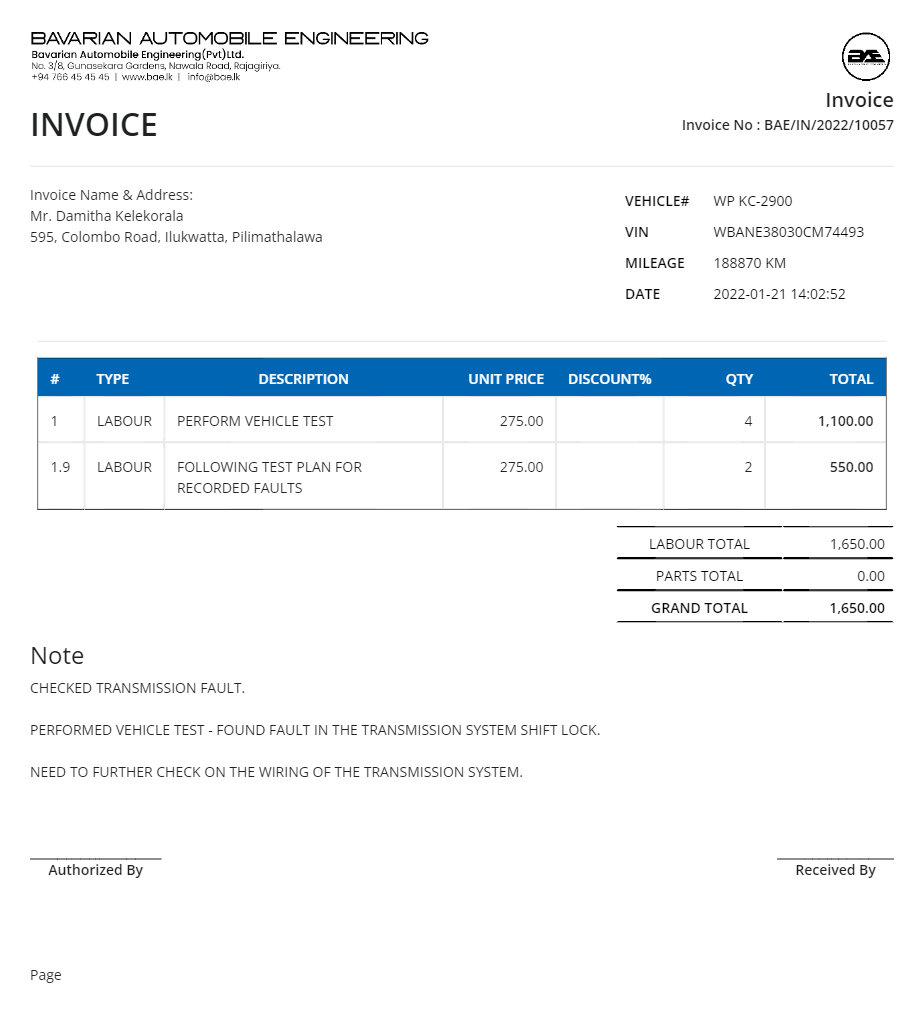 BAVARIAN AUTOMOBILE ENGINEERING
Bavarian Automobile Engineering(Pvt)Ltd.
No. 3/8, Gunasekara Gardens, Nawala Road, Rajagiriya.
+94 766 45 45 45 | www.bae.lk | info@bae.lk
BAE
Invoice
INVOICE
Invoice No : BAE/IN/2022/10057
Invoice Name & Address:
Mr. Damitha Kelekorala
595, Colombo Road, Ilukwatta, Pilimathalawa
VEHICLE# WP KC-2900
VIN WBANE38030CM74493
MILEAGE 188870 KM
DATE 2022-01-21 14:02:52
# TYPE DESCRIPTION UNIT PRICE DISCOUNT% QTY TOTAL
1 LABOUR PERFORM VEHICLE TEST 275.00 4 1,100.00
1.9 LABOUR FOLLOWING TEST PLAN FOR 275.00 2 550.00
RECORDED FAULTS
LABOUR TOTAL 1,650.00
PARTS TOTAL 0.00
GRAND TOTAL 1,650.00
Note
CHECKED TRANSMISSION FAULT.
PERFORMED VEHICLE TEST - FOUND FAULT IN THE TRANSMISSION SYSTEM SHIFT LOCK.
NEED TO FURTHER CHECK ON THE WIRING OF THE TRANSMISSION SYSTEM.
Authorized By Received By
Page